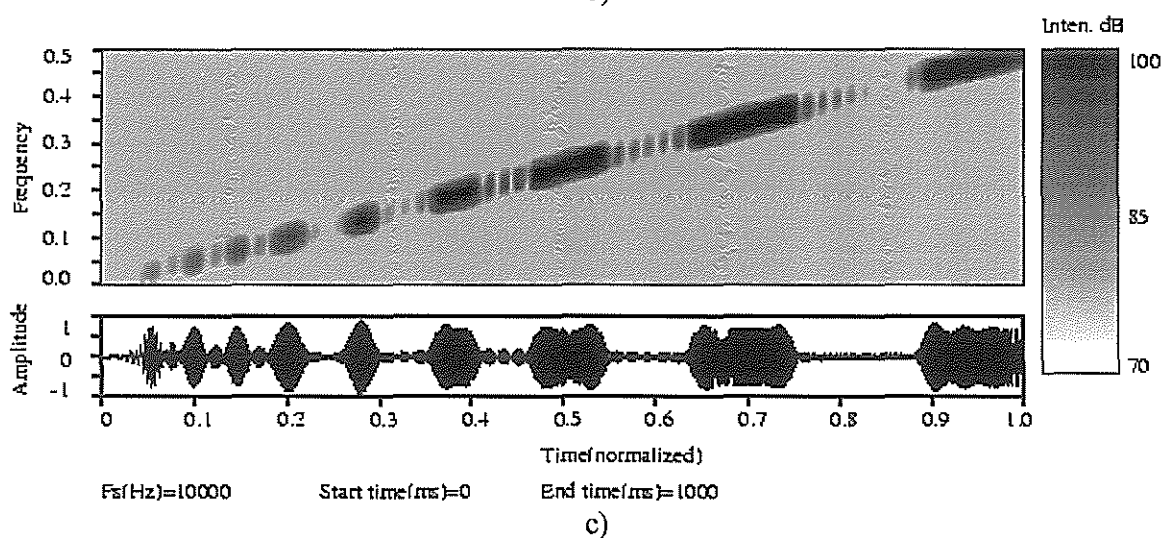 Inten. dB
0.5
0.4
0.3
0.2
0.1
0.0
Frequency
100
85
70
1
0
-1
Amplitude
0 0.1 0.2 0.3 0.4 0.5 0.6 0.7 0.8 0.9 1.0
Time(normalized)
Fs(Hz)=10000 Start time(ms)=0 End time(ms)=1000
c)